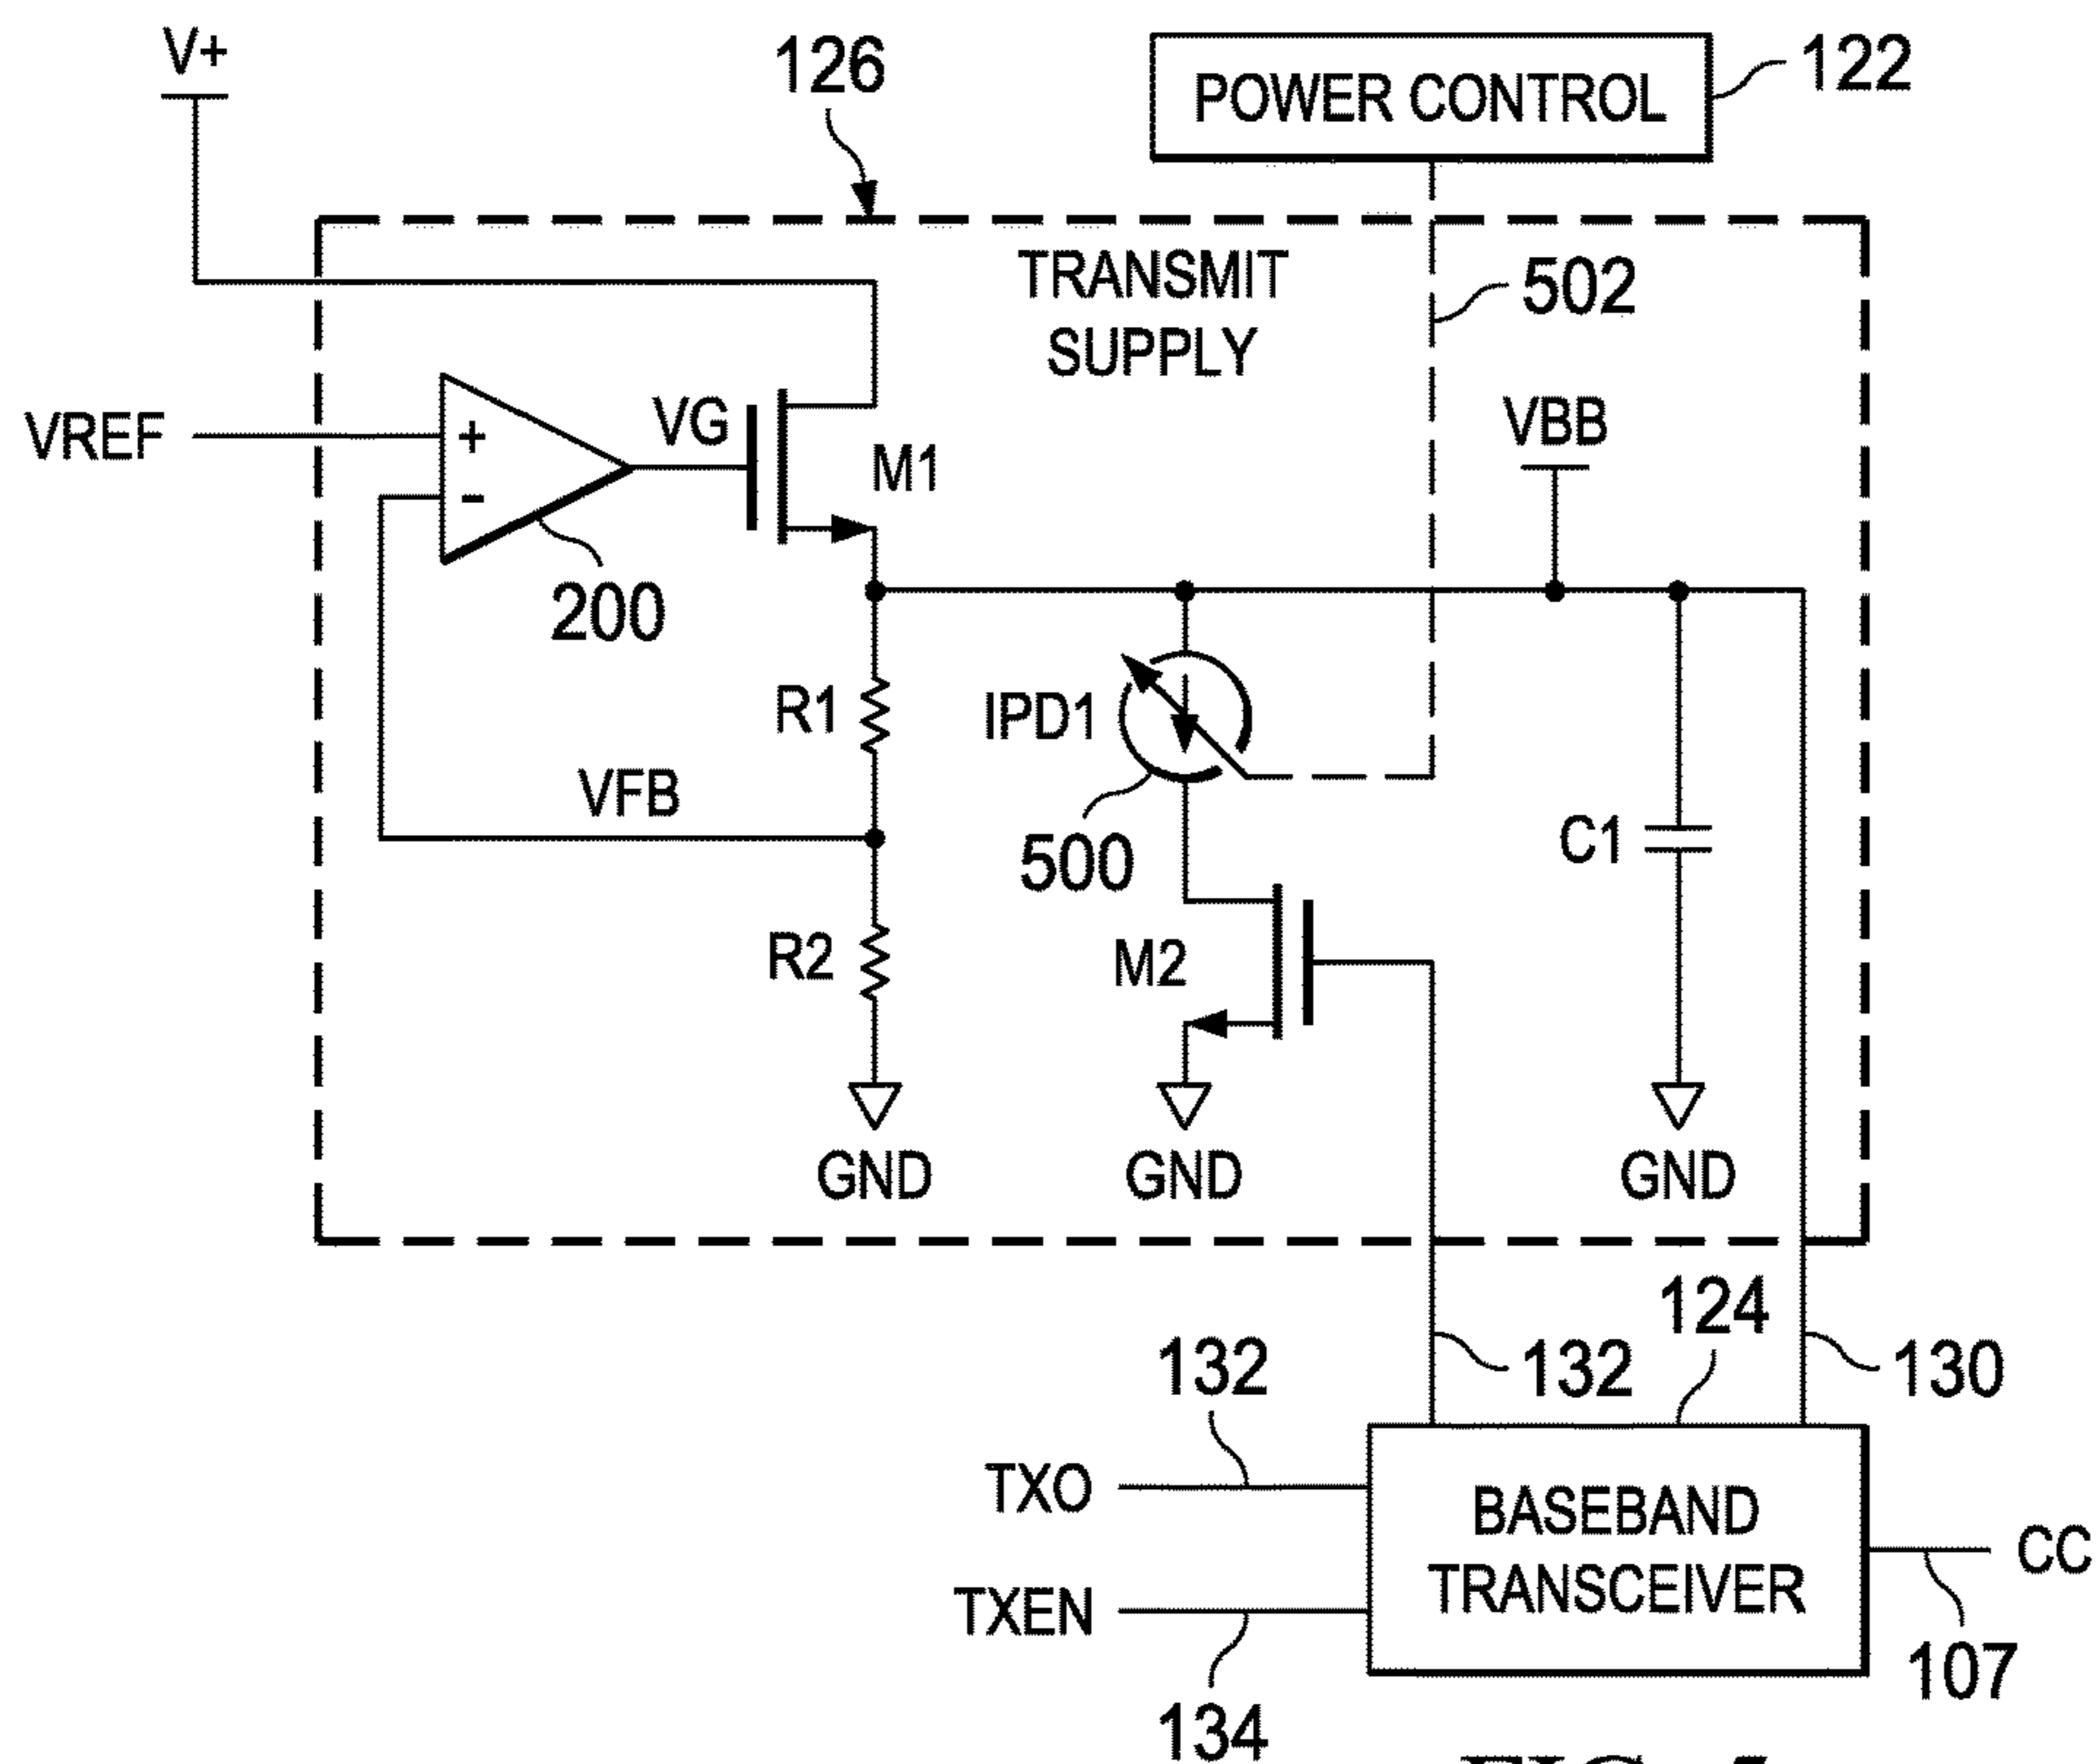 V+
126
POWER CONTROL
122
TRANSMIT
SUPPLY
502
VREF
+
-
VG
M1
VBB
200
R1
IPD1
VFB
500
C1
R2
M2
GND
GND
GND
124
132
132
130
TXO
BASEBAND
TRANSCEIVER
CC
TXEN
107
134